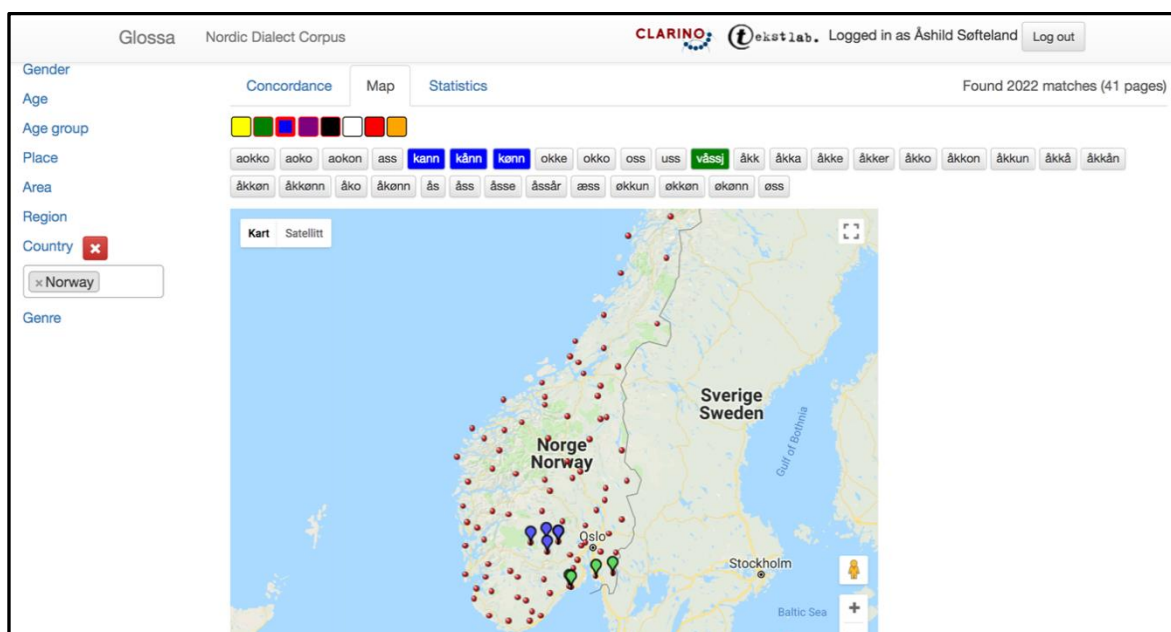 Glossa Nordic Dialect Corpus CLARINO tekstlab. Logged in as Åshild Søfteland Log out
Gender
Age
Age group
Place
Area
Region
Country ×
×Norway
Genre
Concordance Map Statistics Found 2022 matches (41 pages)
aokko aoko aokon ass kann kånn kønn okke okko oss uss våssj åkk åkka åkke åkker åkko åkkon åkkun åkkå åkkån
åkkøn åkkønn åko åkønn ås åss åsse åssår æss økkun økkøn økønn øss
Kart Satellitt
Sverige
Sweden
Norge
Norway
Gulf of Bothnia
Oslo
Stockholm
Baltic Sea
+